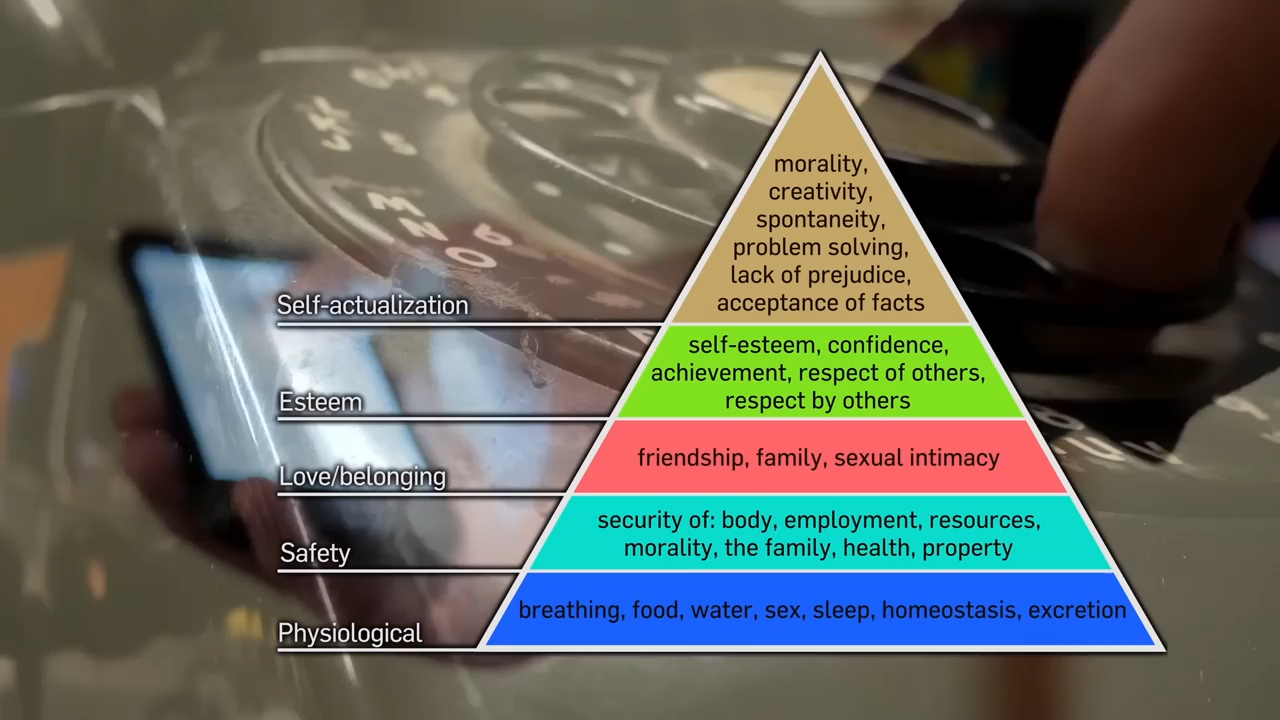 morality,
creativity,
spontaneity,
problem solving,
lack of prejudice,
acceptance of facts
Self-actualization
self-esteem, confidence,
achievement, respect of others,
respect by others
Esteem
friendship, family, sexual intimacy
Love/belonging
security of: body, employment, resources,
morality, the family, health, property
Safety
breathing, food, water, sex, sleep, homeostasis, excretion
Physiological
M
N
6
O